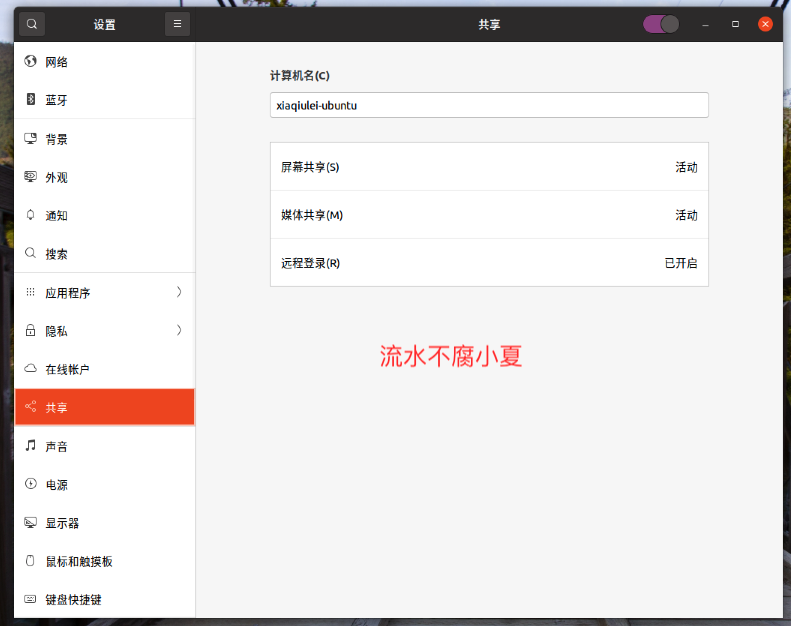 设置
共享
网络
蓝牙
背景
外观
通知
搜索
应用程序
隐私
在线帐户
共享
声音
电源
显示器
鼠标和触摸板
键盘快捷键
计算机名(C)
xiaqiulei-ubuntu
屏幕共享(S) 活动
媒体共享(M) 活动
远程登录(R) 已开启
流水不腐小夏